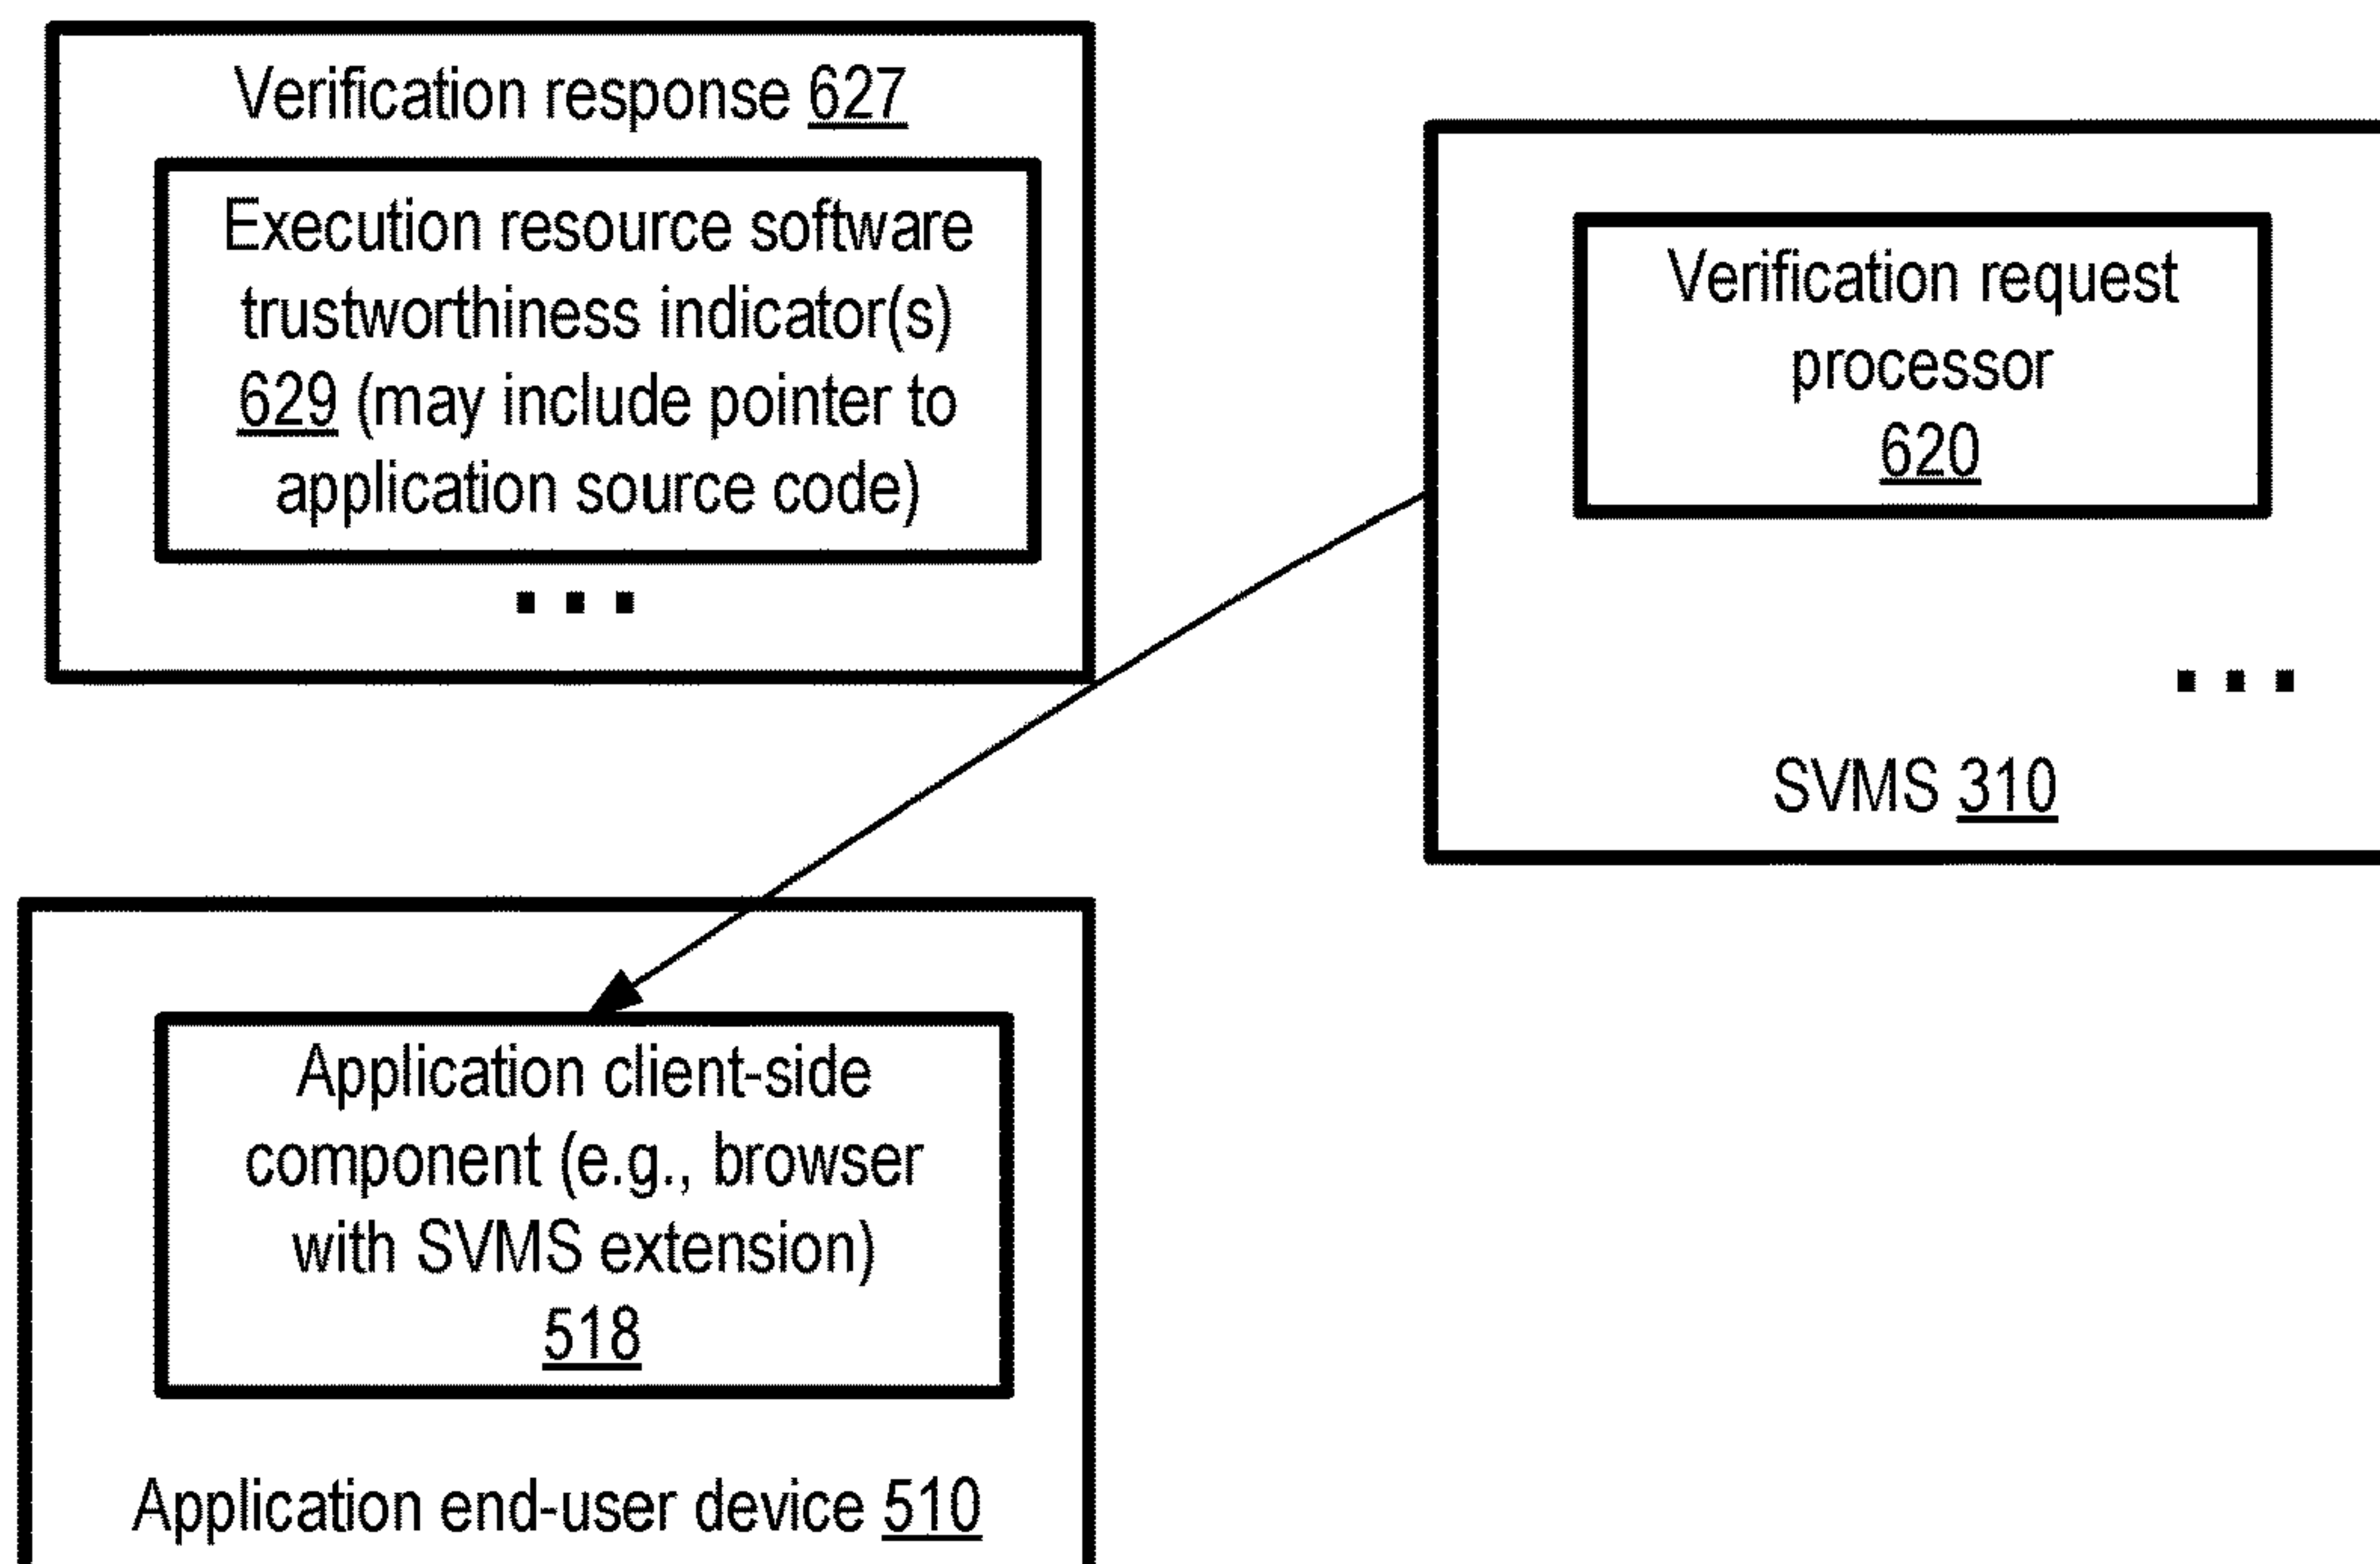 Verification response 627
Execution resource software
trustworthiness indicator(s)
629 (may include pointer to
application source code)
...
Verification request
processor
620
...
SVMS 310
Application client-side
component (e.g., browser
with SVMS extension)
518
Application end-user device 510